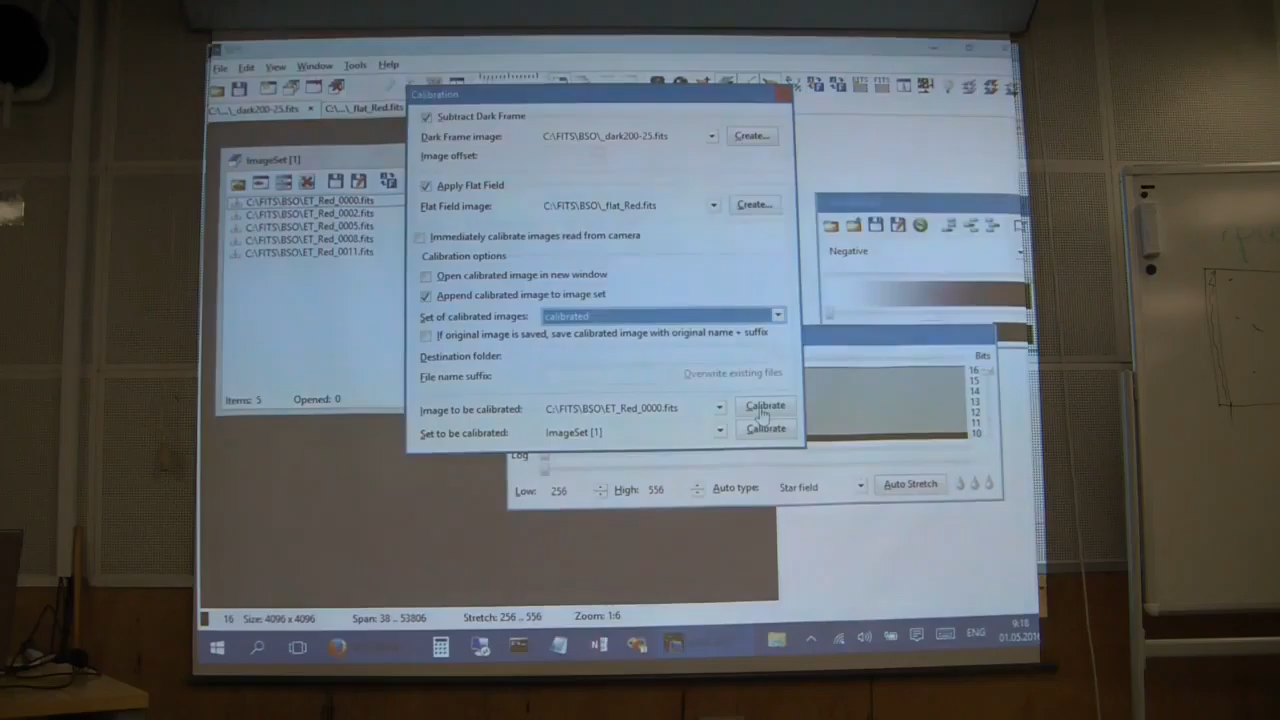 File Edit View Window Tools Help
C:\...\_dark200-25.fits × C:\...\_flat_Red.fits
Calibration
Subtract Dark Frame
Dark Frame image: C:\FITS\BSO\_dark200-25.fits Create...
Image offset:
Apply Flat Field
Flat Field image: C:\FITS\BSO\_flat_Red.fits Create...
Immediately calibrate images read from camera
Calibration options
Open calibrated image in new window
Append calibrated image to image set
Set of calibrated images: calibrated
If original image is saved, save calibrated image with original name + suffix
Destination folder:
File name suffix: Overwrite existing files
Image to be calibrated: C:\FITS\BSO\ET_Red_0000.fits Calibrate
Set to be calibrated: ImageSet [1] Calibrate
ImageSet [1]
C:\FITS\BSO\ET_Red_0000.fits
C:\FITS\BSO\ET_Red_0002.fits
C:\FITS\BSO\ET_Red_0005.fits
C:\FITS\BSO\ET_Red_0008.fits
C:\FITS\BSO\ET_Red_0011.fits
Items: 5 Opened: 0
Negative
Bits
16
15
14
13
12
11
10
Log
Low: 256 High: 556 Auto type: Star field Auto Stretch
16 Size: 4096 x 4096 Span: 38 .. 53806 Stretch: 256 .. 556 Zoom: 1:6
ENG
9:18